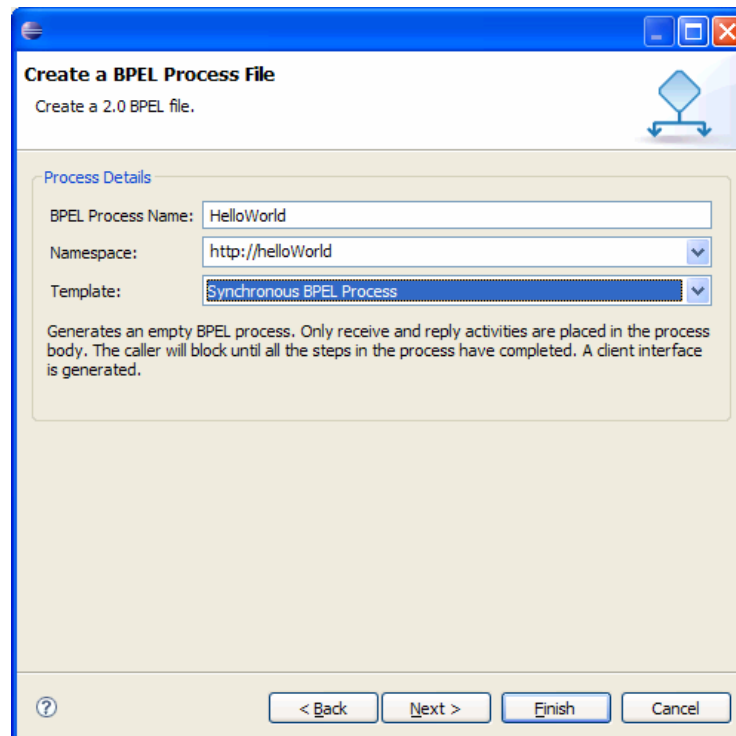 Create a BPEL Process File
Create a 2.0 BPEL file.
Process Details
BPEL Process Name: HelloWorld
Namespace: http://helloWorld
Template: Synchronous BPEL Process
Generates an empty BPEL process. Only receive and reply activities are placed in the process
body. The caller will block until all the steps in the process have completed. A client interface
is generated.
? < Back Next > Finish Cancel